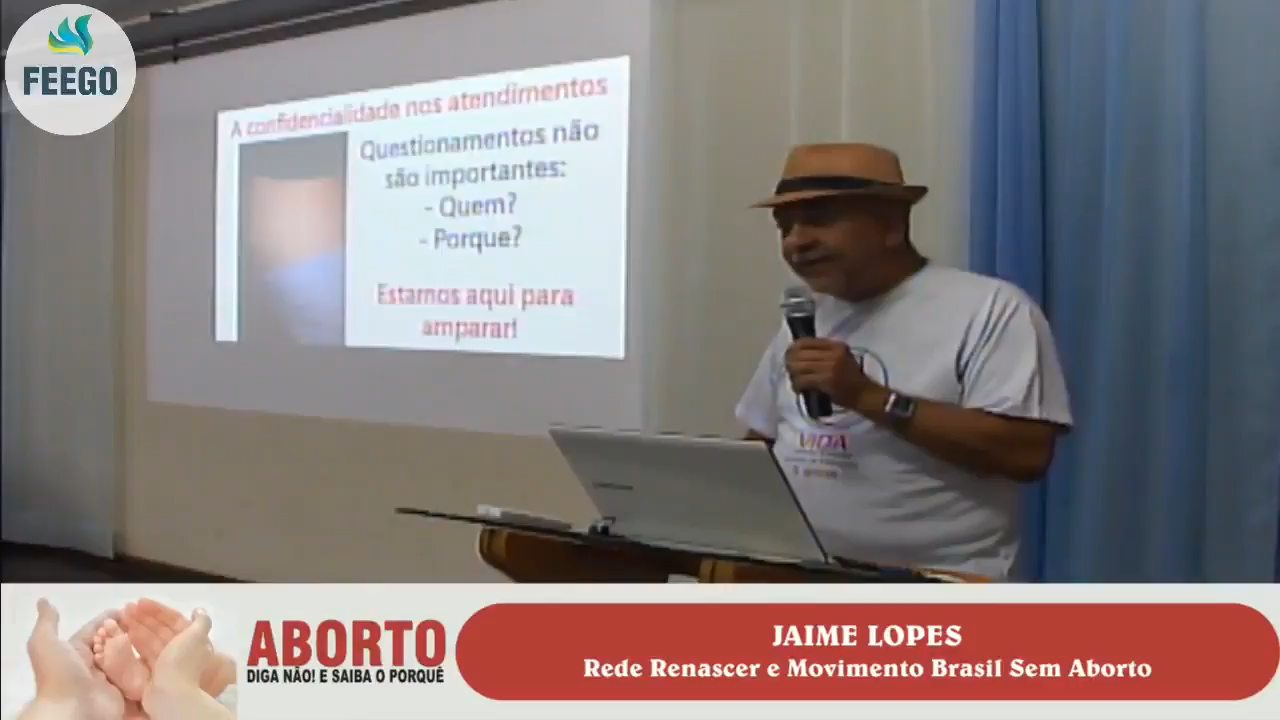 FEEGO
A confidencialidade nos atendimentos
Questionamentos não
são importantes:
- Quem?
- Porque?
Estamos aqui para
amparar!
VIDA
ABORTO
DIGA NÃO! E SAIBA O PORQUÊ
JAIME LOPES
Rede Renascer e Movimento Brasil Sem Aborto